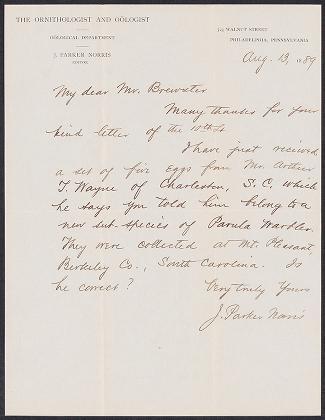 THE ORNITHOLOGIST AND OÖLOGIST
OÖLOGICAL DEPARTMENT
J. PARKER NORRIS
EDITOR
723 WALNUT STREET
PHILADELPHIA, PENNSYLVANIA
Aug. 13, 1889
My dear Mr. Brewster
Many thanks for your
kind letter of the 10th.
I have just received
a set of five eggs from Mr. Arthur
T. Wayne of Charleston, S.C. which
he says you told him belong to a
new sub-species of Parula Warbler.
They were collected at Mt. Pleasant,
Berkeley Co., South Carolina. Is
he correct?
Very truly Yours
J. Parker Norris